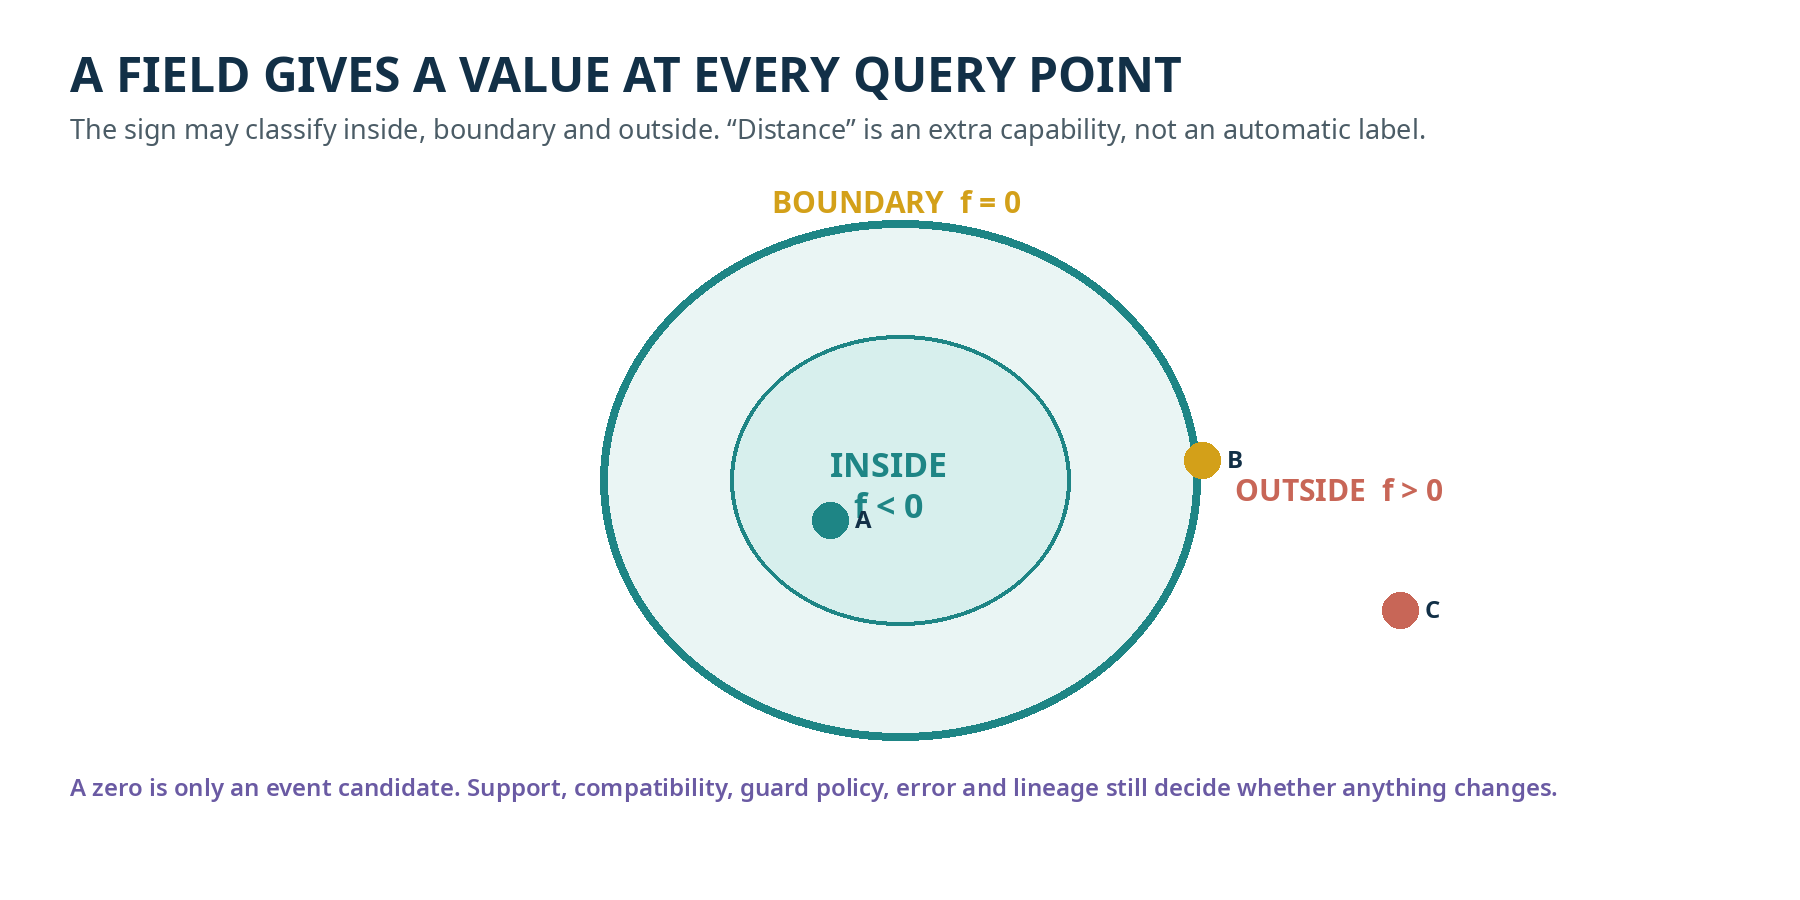 A FIELD GIVES A VALUE AT EVERY QUERY POINT
The sign may classify inside, boundary and outside. “Distance” is an extra capability, not an automatic label.
BOUNDARY  f = 0
INSIDE
f < 0
A
B
OUTSIDE  f > 0
C
A zero is only an event candidate. Support, compatibility, guard policy, error and lineage still decide whether anything changes.